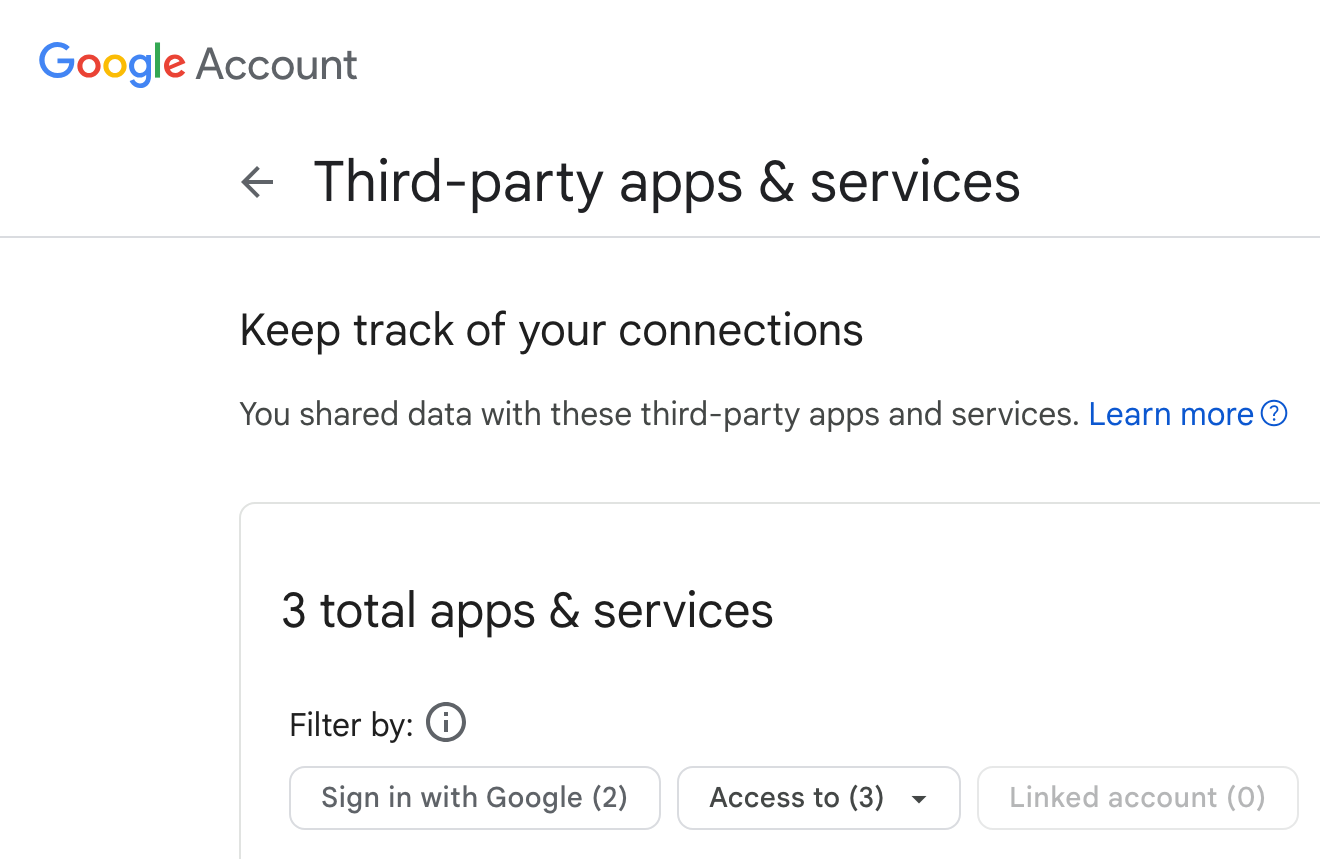 Google Account
Third-party apps & services
Keep track of your connections
You shared data with these third-party apps and services. Learn more
3 total apps & services
Filter by:
Sign in with Google (2) Access to (3) Linked account (0)